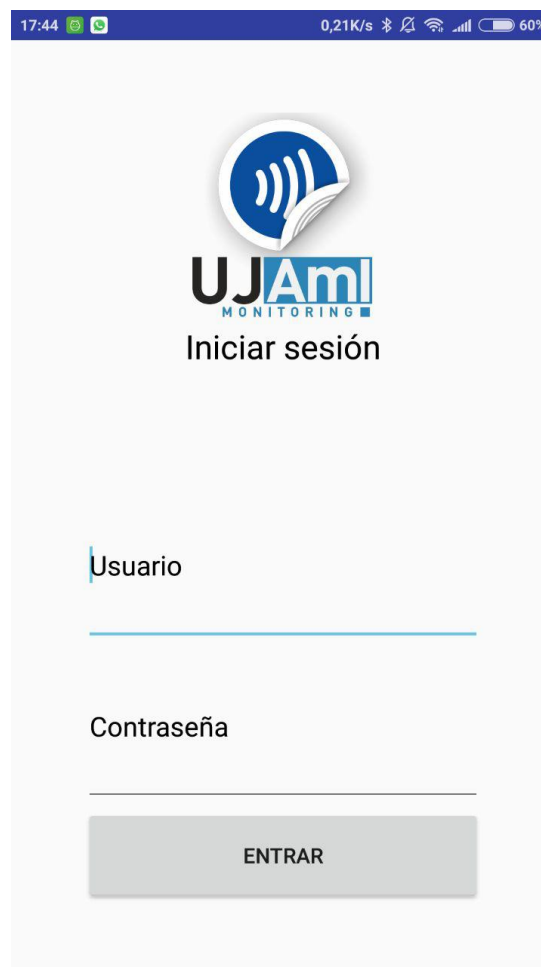 17:44 0,21K/s 60%
UJAmI
MONITORING
Iniciar sesión
Usuario
Contraseña
ENTRAR